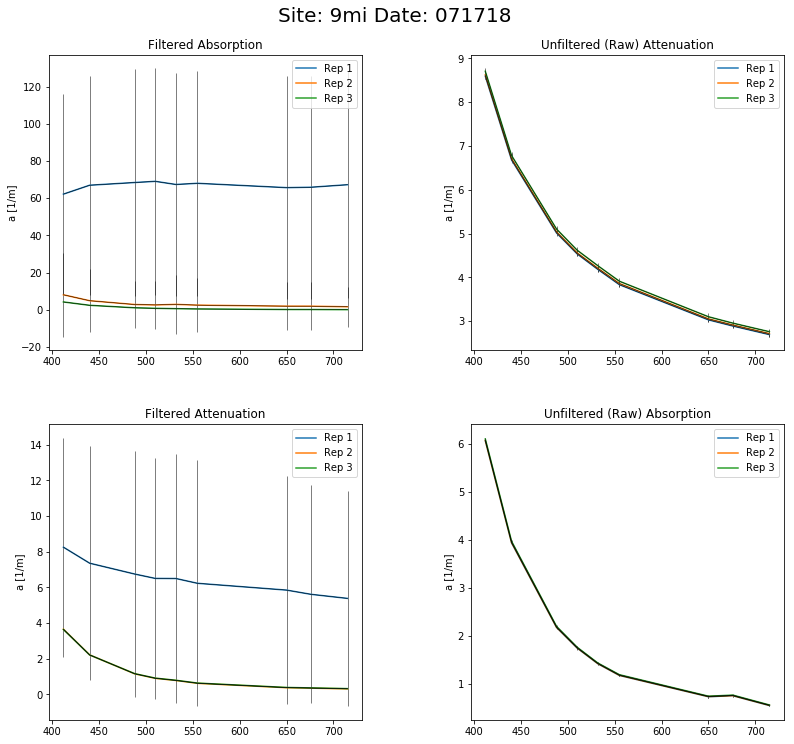 Site: 9mi Date: 071718
Filtered Absorption
Rep 1
Rep 2
Rep 3
a [1/m]
120
100
80
60
40
20
0
−20
400 450 500 550 600 650 700
Unfiltered (Raw) Attenuation
Rep 1
Rep 2
Rep 3
a [1/m]
9
8
7
6
5
4
3
400 450 500 550 600 650 700
Filtered Attenuation
Rep 1
Rep 2
Rep 3
a [1/m]
14
12
10
8
6
4
2
0
400 450 500 550 600 650 700
Unfiltered (Raw) Absorption
Rep 1
Rep 2
Rep 3
a [1/m]
6
5
4
3
2
1
400 450 500 550 600 650 700